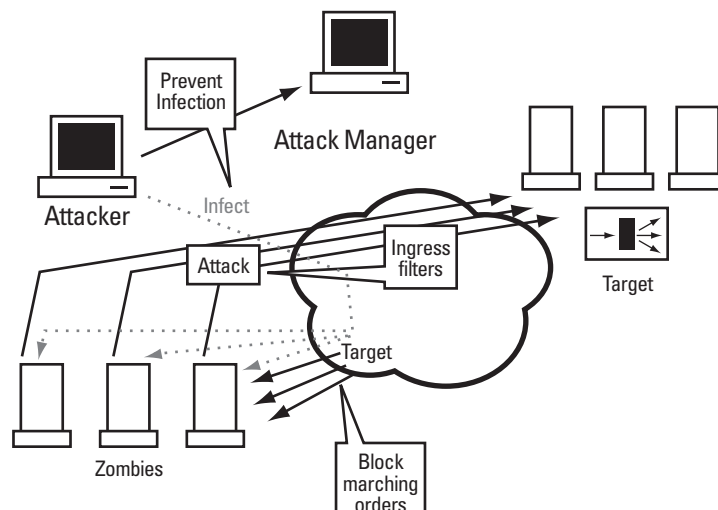 Prevent
Infection
Attack Manager
Attacker
Infect
Attack
Ingress
filters
Target
Target
Zombies
Block
marching
orders